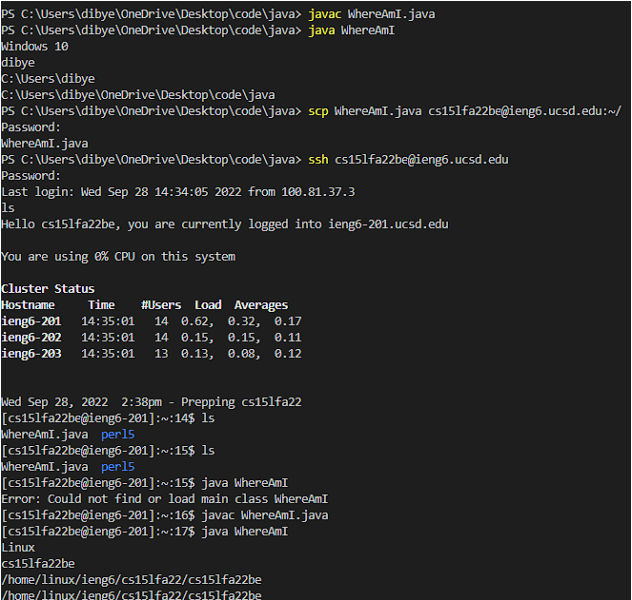 PS C:\Users\dibye\OneDrive\Desktop\code\java> javac WhereAmI.java
PS C:\Users\dibye\OneDrive\Desktop\code\java> java WhereAmI
Windows 10
dibye
C:\Users\dibye
C:\Users\dibye\OneDrive\Desktop\code\java
PS C:\Users\dibye\OneDrive\Desktop\code\java> scp WhereAmI.java cs15lfa22be@ieng6.ucsd.edu:~/
Password:
WhereAmI.java
PS C:\Users\dibye\OneDrive\Desktop\code\java> ssh cs15lfa22be@ieng6.ucsd.edu
Password:
Last login: Wed Sep 28 14:34:05 2022 from 100.81.37.3
ls
Hello cs15lfa22be, you are currently logged into ieng6-201.ucsd.edu
You are using 0% CPU on this system
Cluster Status
Hostname Time #Users Load Averages
ieng6-201 14:35:01 14 0.62, 0.32, 0.17
ieng6-202 14:35:01 14 0.15, 0.15, 0.11
ieng6-203 14:35:01 13 0.13, 0.08, 0.12
Wed Sep 28, 2022 2:38pm - Prepping cs15lfa22
[cs15lfa22be@ieng6-201]:~:14$ ls
WhereAmI.java perl5
[cs15lfa22be@ieng6-201]:~:15$ ls
WhereAmI.java perl5
[cs15lfa22be@ieng6-201]:~:15$ java WhereAmI
Error: Could not find or load main class WhereAmI
[cs15lfa22be@ieng6-201]:~:16$ javac WhereAmI.java
[cs15lfa22be@ieng6-201]:~:17$ java WhereAmI
Linux
cs15lfa22be
/home/linux/ieng6/cs15lfa22/cs15lfa22be
/home/linux/ieng6/cs15lfa22/cs15lfa22be